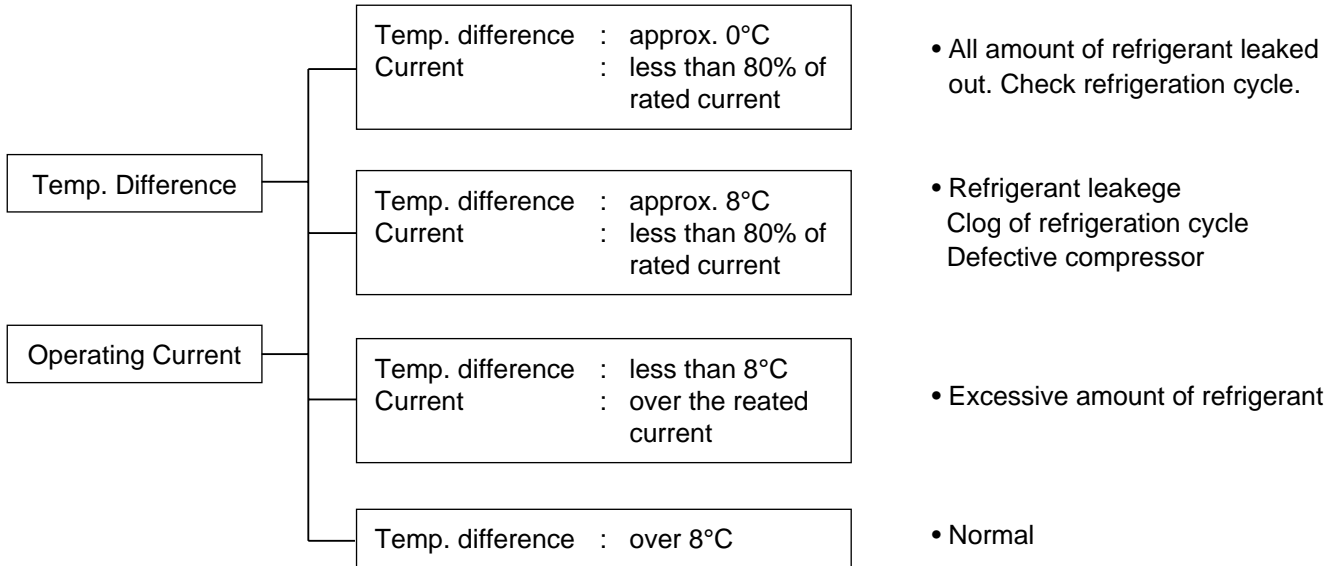 Temp. difference : approx. 0°C
Current : less than 80% of
rated current
• All amount of refrigerant leaked
out. Check refrigeration cycle.
Temp. Difference
Temp. difference : approx. 8°C
Current : less than 80% of
rated current
• Refrigerant leakege
Clog of refrigeration cycle
Defective compressor
Operating Current
Temp. difference : less than 8°C
Current : over the reated
current
• Excessive amount of refrigerant
Temp. difference : over 8°C
• Normal